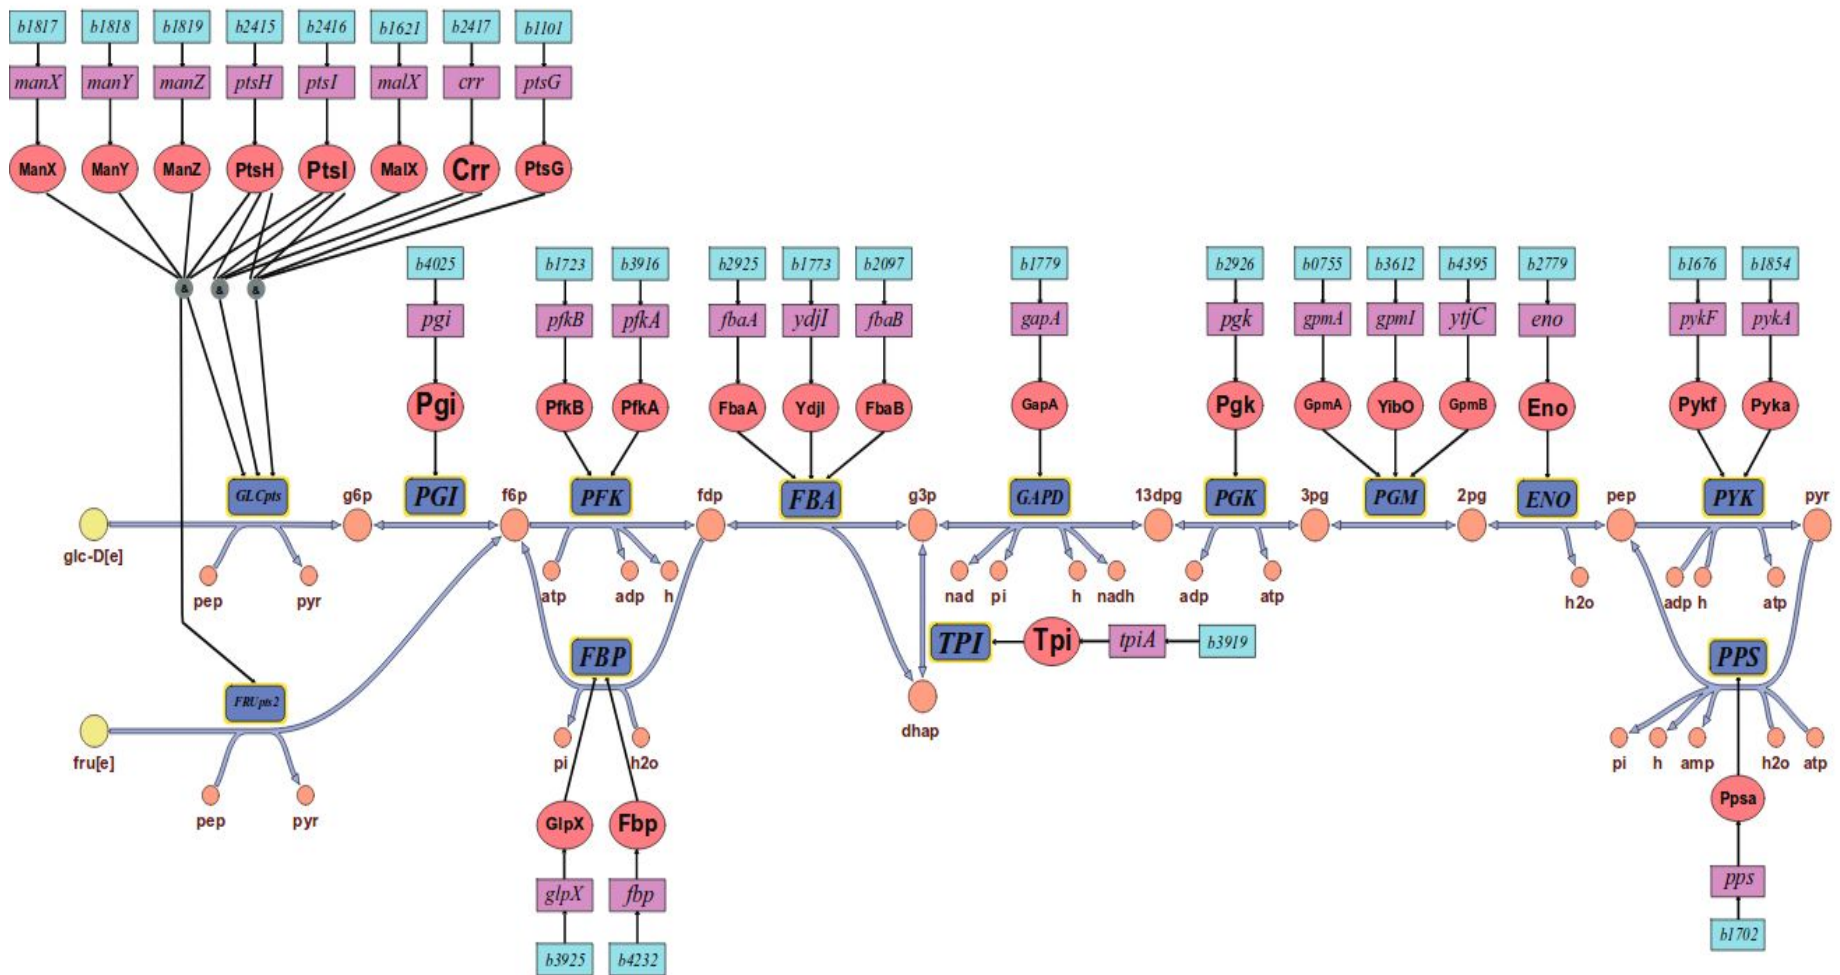 b1817 b1818 b1819 b2415 b2416 b1621 b2417 b1101
manX manY manZ ptsH ptsI malX crr ptsG
ManX ManY ManZ PtsH PtsI MalX Crr PtsG
b4025 b1723 b3916 b2925 b1773 b2097 b1779 b2926 b0755 b3612 b4395 b2779 b1676 b1854
& & &
pgi pfkB pfkA fbaA ydjI fbaB gapA pgk gpmA gpmI ytjC eno pykF pykA
Pgi PfkB PfkA FbaA YdjI FbaB GapA Pgk GpmA YibO GpmB Eno Pykf Pyka
GLCpts g6p PGI f6p PFK fdp FBA g3p GAPD 13dpg PGK 3pg PGM 2pg ENO pep PYK pyr
glc-D[e]
pep pyr atp adp h nad pi h nadh adp atp h2o adp h atp
TPI Tpi tpiA b3919
FBP PPS
FRUpts2
dhap
fru[e] pi h2o pi h amp h2o atp
pep pyr
GlpX Fbp Ppsa
glpX fbp pps
b3925 b4232 b1702